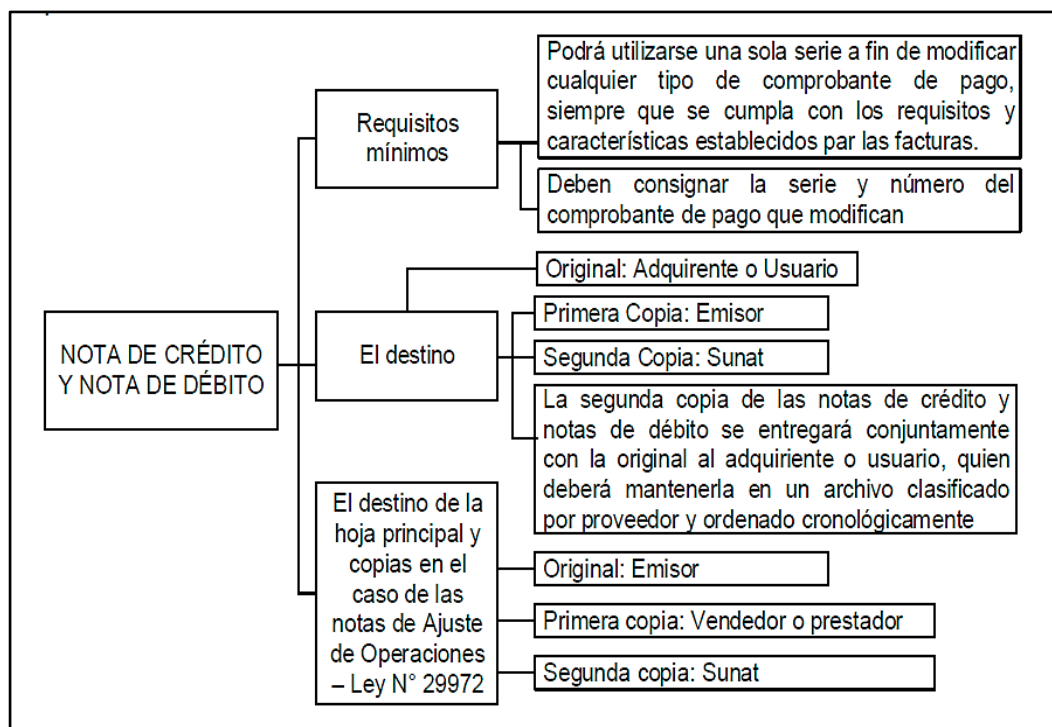 NOTA DE CRÉDITO
Y NOTA DE DÉBITO
Requisitos
mínimos
Podrá utilizarse una sola serie a fin de modificar
cualquier tipo de comprobante de pago,
siempre que se cumpla con los requisitos y
características establecidos par las facturas.
Deben consignar la serie y número del
comprobante de pago que modifican
El destino
Original: Adquirente o Usuario
Primera Copia: Emisor
Segunda Copia: Sunat
La segunda copia de las notas de crédito y
notas de débito se entregará conjuntamente
con la original al adquiriente o usuario, quien
deberá mantenerla en un archivo clasificado
por proveedor y ordenado cronológicamente
El destino de la
hoja principal y
copias en el
caso de las
notas de Ajuste
de Operaciones
– Ley N° 29972
Original: Emisor
Primera copia: Vendedor o prestador
Segunda copia: Sunat